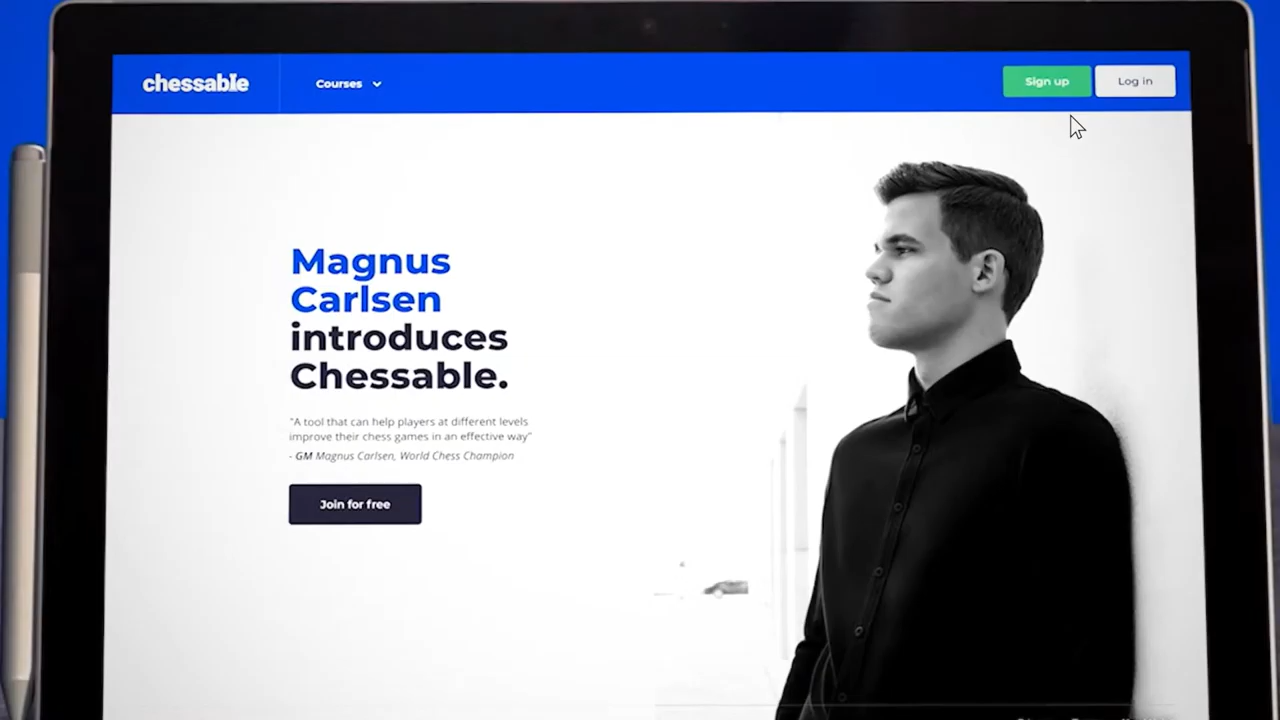 chessable
Courses
Sign up
Log in
Magnus
Carlsen
introduces
Chessable.
"A tool that can help players at different levels
improve their chess games in an effective way"
- GM Magnus Carlsen, World Chess Champion
Join for free